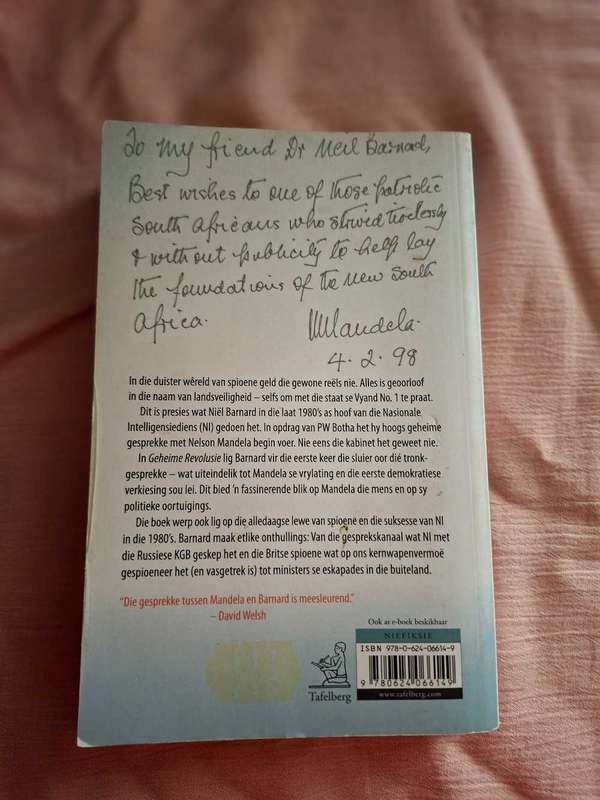 To my friend Dr Neil Barnard,
Best wishes to one of those patriotic
South Africans who strived tirelessly
& without publicity to help lay
the foundations of the new South
Africa.
NMandela.
4.2.98
In die duister wêreld van spioene geld die gewone reëls nie. Alles is geoorloof
in die naam van landsveiligheid – selfs om met die staat se Vyand No. 1 te praat.
Dit is presies wat Niël Barnard in die laat 1980's as hoof van die Nasionale
Intelligensiediens (NI) gedoen het. In opdrag van PW Botha het hy hoogs geheime
gesprekke met Nelson Mandela begin voer. Nie eens die kabinet het geweet nie.
In Geheime Revolusie lig Barnard vir die eerste keer die sluier oor dié tronk-
gesprekke – wat uiteindelik tot Mandela se vrylating en die eerste demokratiese
verkiesing sou lei. Dit bied 'n fassinerende blik op Mandela die mens en op sy
politieke oortuigings.
Die boek werp ook lig op die alledaagse lewe van spioene en die suksesse van NI
in die 1980's. Barnard maak etlike onthullings: Van die gesprekskanaal wat NI met
die Russiese KGB geskep het en die Britse spioene wat op ons kernwapenvermoë
gespioeneer het (en vasgetrek is) tot ministers se eskapades in die buiteland.
"Die gesprekke tussen Mandela en Barnard is meesleurend."
– David Welsh
Tafelberg
Ook as e-boek beskikbaar
NIEFIKSIE
ISBN 978-0-624-06614-9
9 780624 066149
www.tafelberg.com